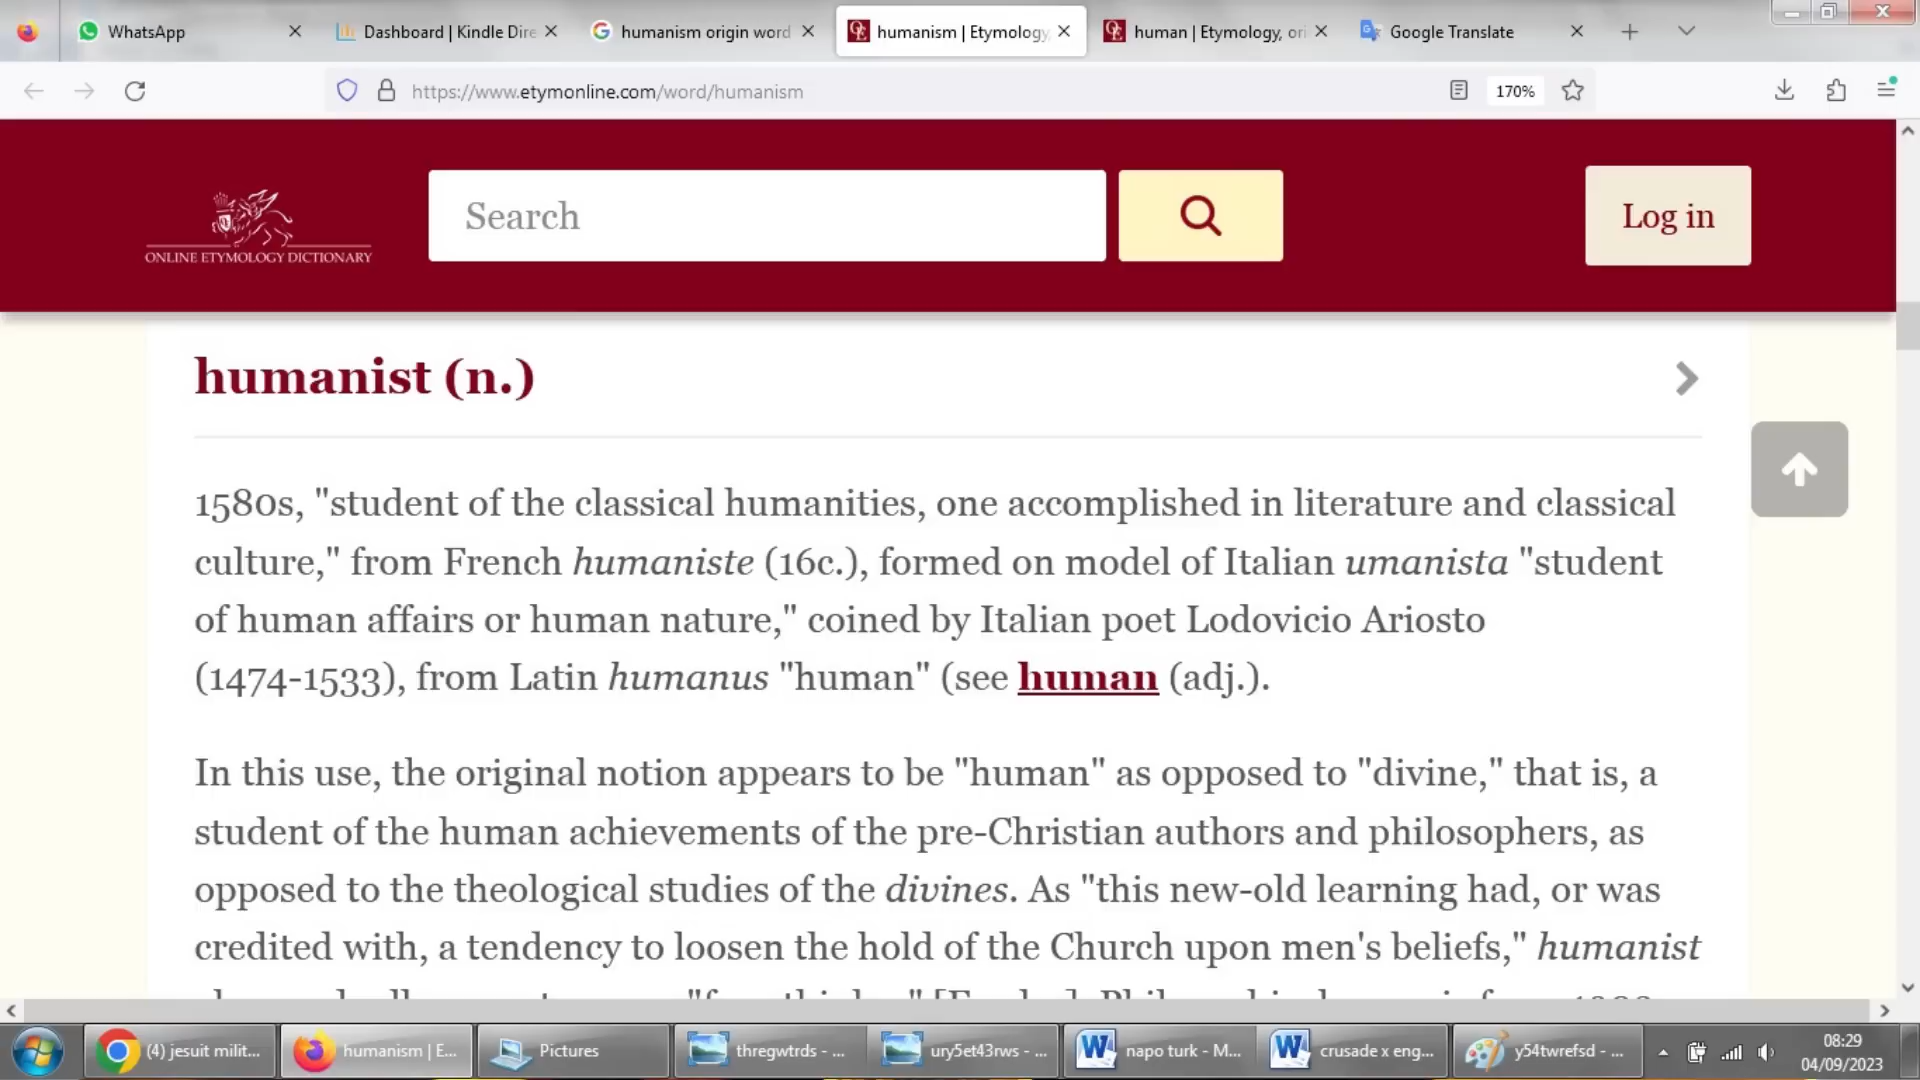 WhatsApp
Dashboard | Kindle Dire
humanism origin word
humanism | Etymology,
human | Etymology, ori
Google Translate
https://www.etymonline.com/word/humanism
170%
ONLINE ETYMOLOGY DICTIONARY
Search
Log in
humanist (n.)
1580s, "student of the classical humanities, one accomplished in literature and classical
culture," from French humaniste (16c.), formed on model of Italian umanista "student
of human affairs or human nature," coined by Italian poet Lodovicio Ariosto
(1474-1533), from Latin humanus "human" (see human (adj.).
In this use, the original notion appears to be "human" as opposed to "divine," that is, a
student of the human achievements of the pre-Christian authors and philosophers, as
opposed to the theological studies of the divines. As "this new-old learning had, or was
credited with, a tendency to loosen the hold of the Church upon men's beliefs," humanist
(4) jesuit milit...
humanism | E...
Pictures
thregwtrds - ...
ury5et43rws - ...
napo turk - M...
crusade x eng...
y54twrefsd - ...
08:29
04/09/2023